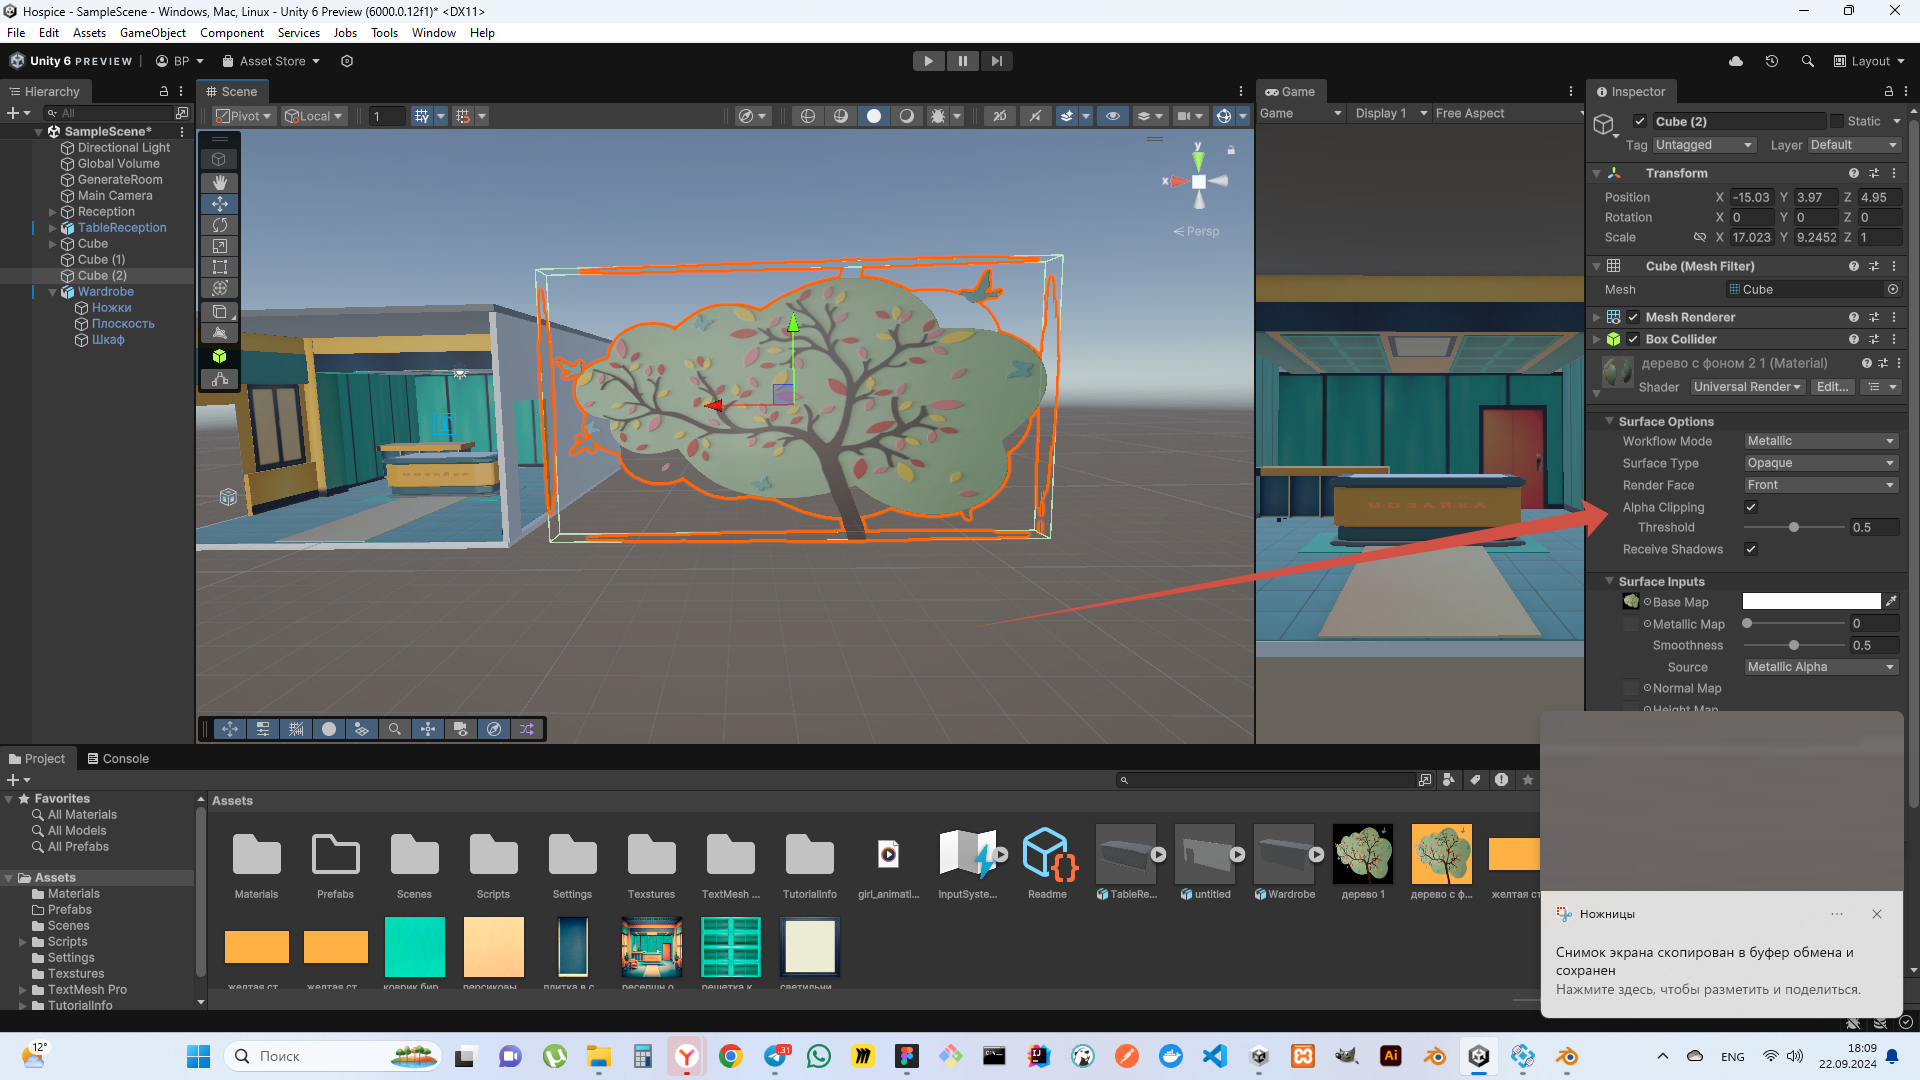 Hospice - SampleScene - Windows, Mac, Linux - Unity 6 Preview (6000.0.12f1)* <DX11>
File Edit Assets GameObject Component Services Jobs Tools Window Help
Unity 6 PREVIEW BP Asset Store Layout
Hierarchy
All
SampleScene*
Directional Light
Global Volume
GenerateRoom
Main Camera
Reception
TableReception
Cube
Cube (1)
Cube (2)
Wardrobe
Ножки
Плоскость
Шкаф
Scene
Pivot Local 1 2D
y
x
Persp
Game
Game Display 1 Free Aspect
МОЗАЙКА
Inspector
Cube (2) Static
Tag Untagged Layer Default
Transform
Position X -15.03 Y 3.97 Z 4.95
Rotation X 0 Y 0 Z 0
Scale X 17.023 Y 9.2452 Z 1
Cube (Mesh Filter)
Mesh Cube
Mesh Renderer
Box Collider
дерево с фоном 2 1 (Material)
Shader Universal Render Edit...
Surface Options
Workflow Mode Metallic
Surface Type Opaque
Render Face Front
Alpha Clipping
Threshold 0.5
Receive Shadows
Surface Inputs
Base Map
Metallic Map 0
Smoothness 0.5
Source Metallic Alpha
Normal Map
Height Map
Project Console
Favorites
All Materials
All Models
All Prefabs
Assets
Materials
Prefabs
Scenes
Scripts
Settings
Texstures
TextMesh Pro
TutorialInfo
Assets
Materials Prefabs Scenes Scripts Settings Texstures TextMesh ... TutorialInfo girl_animati... InputSyste... Readme TableRe... untitled Wardrobe дерево 1 дерево с ф... желтая ст
желтая ст... желтая ст... коврик бир... персиковы... плитка в с... ресепшн о... решетка к... светильни...
Ножницы
Снимок экрана скопирован в буфер обмена и
сохранен
Нажмите здесь, чтобы разметить и поделиться.
12°
Поиск
31
Ai
ENG
18:09
22.09.2024